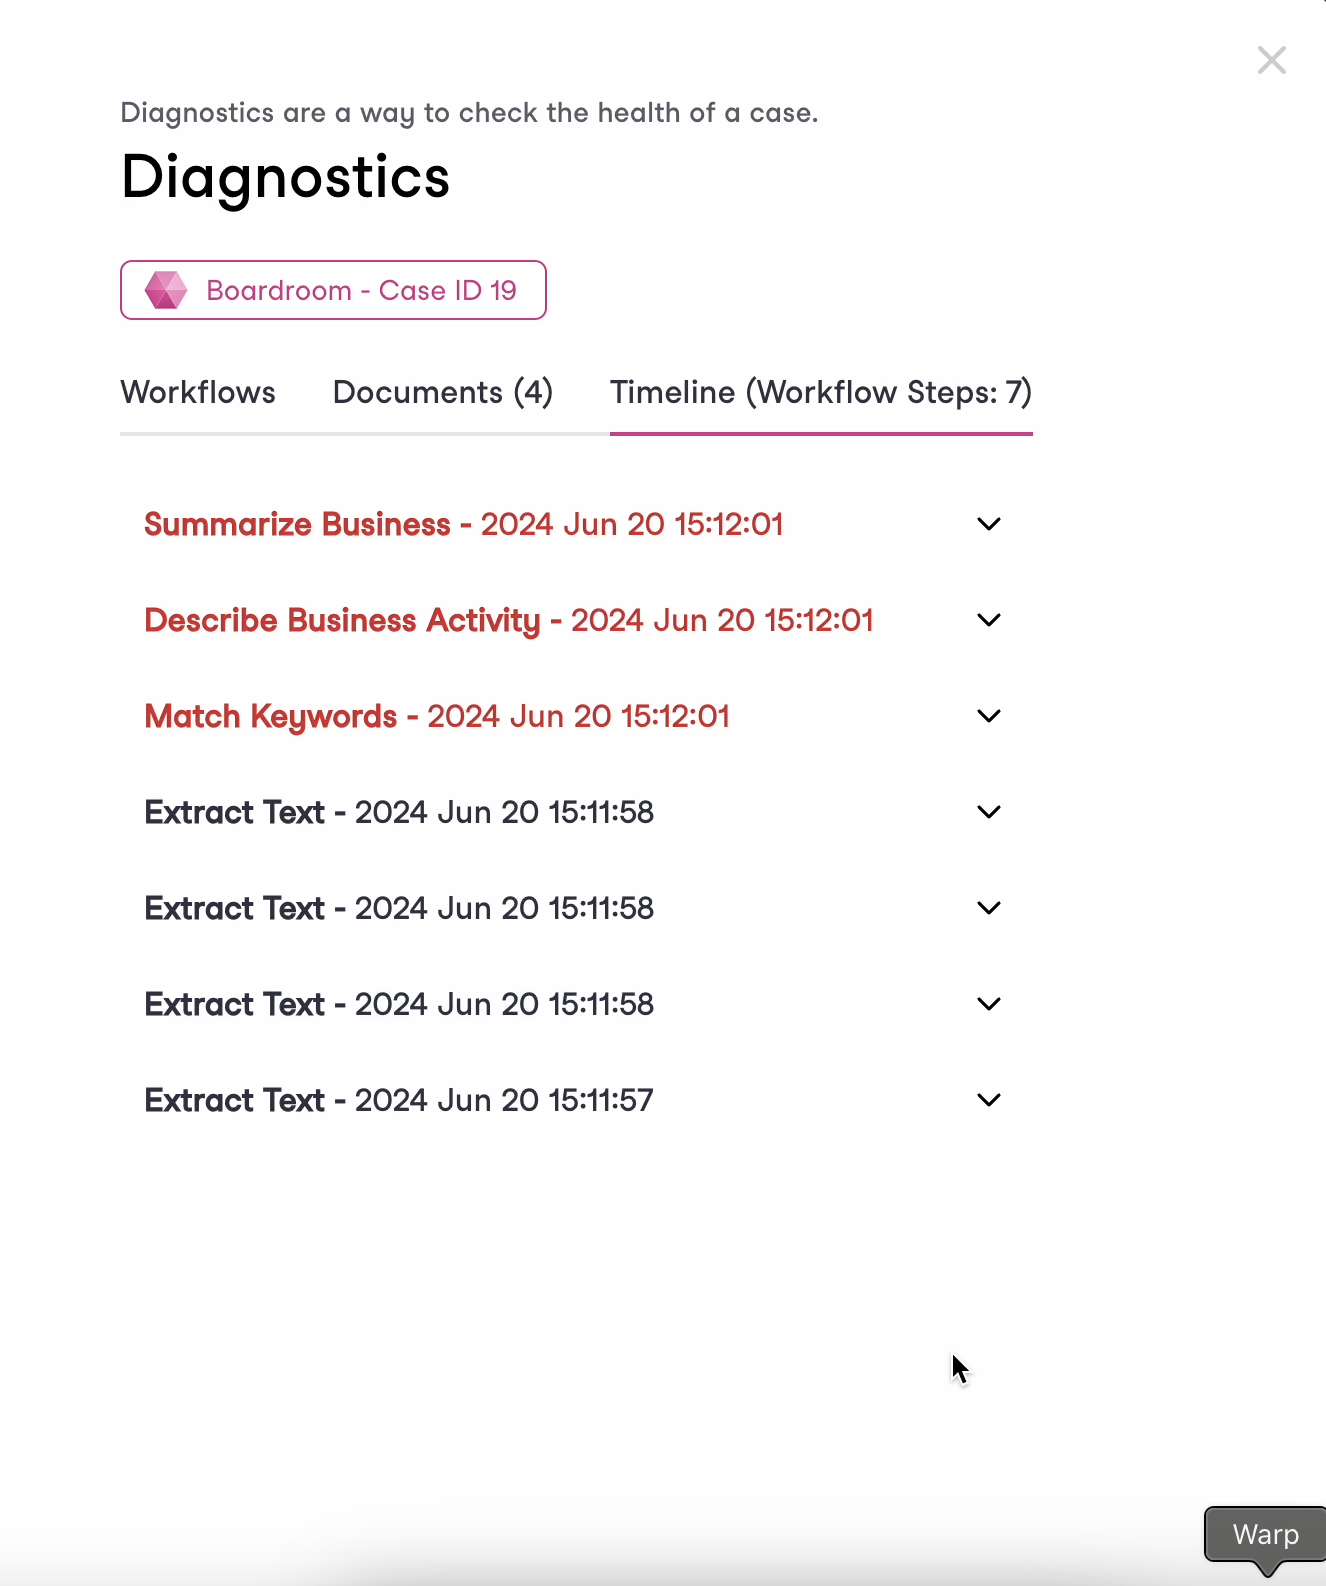 Diagnostics are a way to check the health of a case.
Diagnostics
Boardroom - Case ID 19
Workflows Documents (4) Timeline (Workflow Steps: 7)
Summarize Business - 2024 Jun 20 15:12:01
Describe Business Activity - 2024 Jun 20 15:12:01
Match Keywords - 2024 Jun 20 15:12:01
Extract Text - 2024 Jun 20 15:11:58
Extract Text - 2024 Jun 20 15:11:58
Extract Text - 2024 Jun 20 15:11:58
Extract Text - 2024 Jun 20 15:11:57
Warp